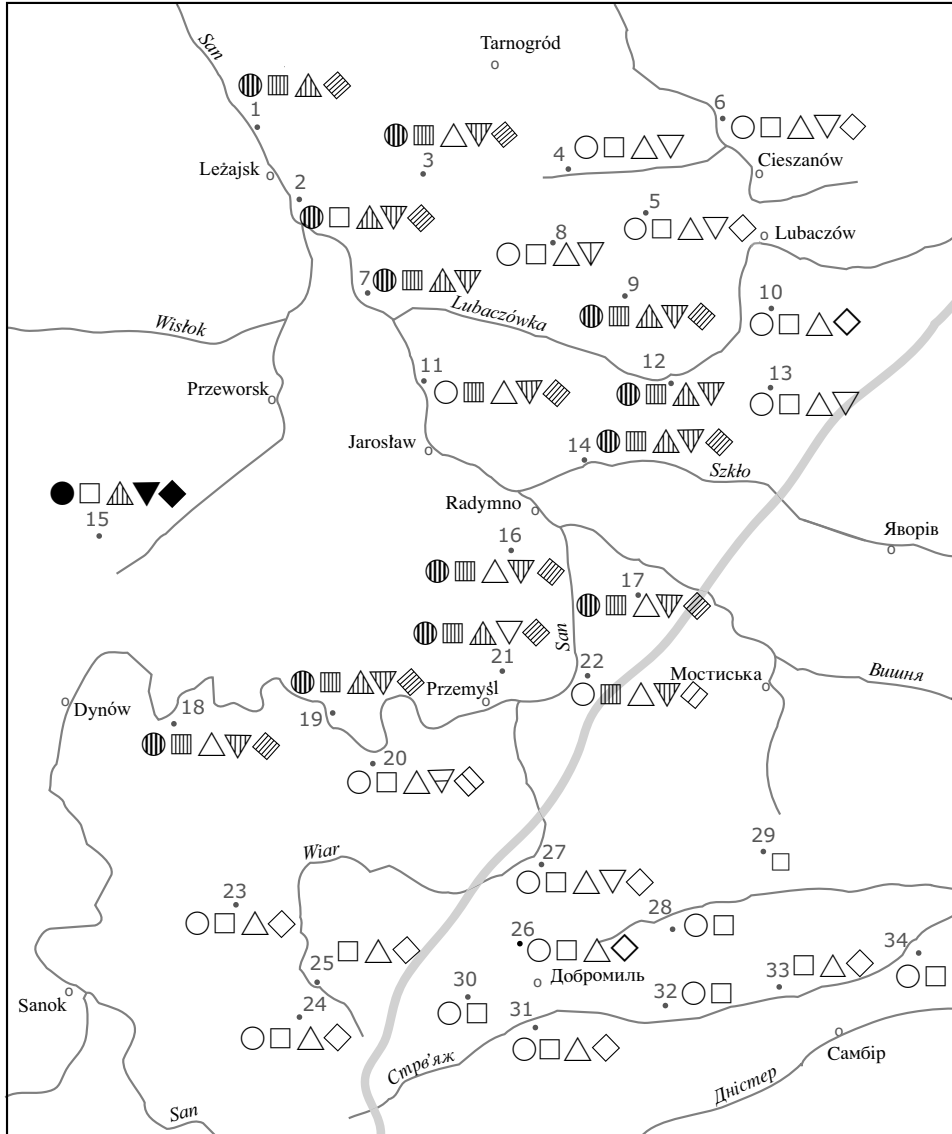 San
Tarnogród
1
3
6
4
Cieszanów
Leżajsk
2
5
8
Lubaczów
7
9
10
Lubaczówka
Wisłok
11
12
13
Przeworsk
Jarosław
14
Szkło
15
Radymno
Яворів
16
17
San
21
22
Мостиська
Вишня
Przemyśl
Dynów
18
19
20
29
Wiar
27
23
28
26
34
25
Добромиль
33
Sanok
24
30
32
31
Самбір
Стрв’яж
Дністер
San